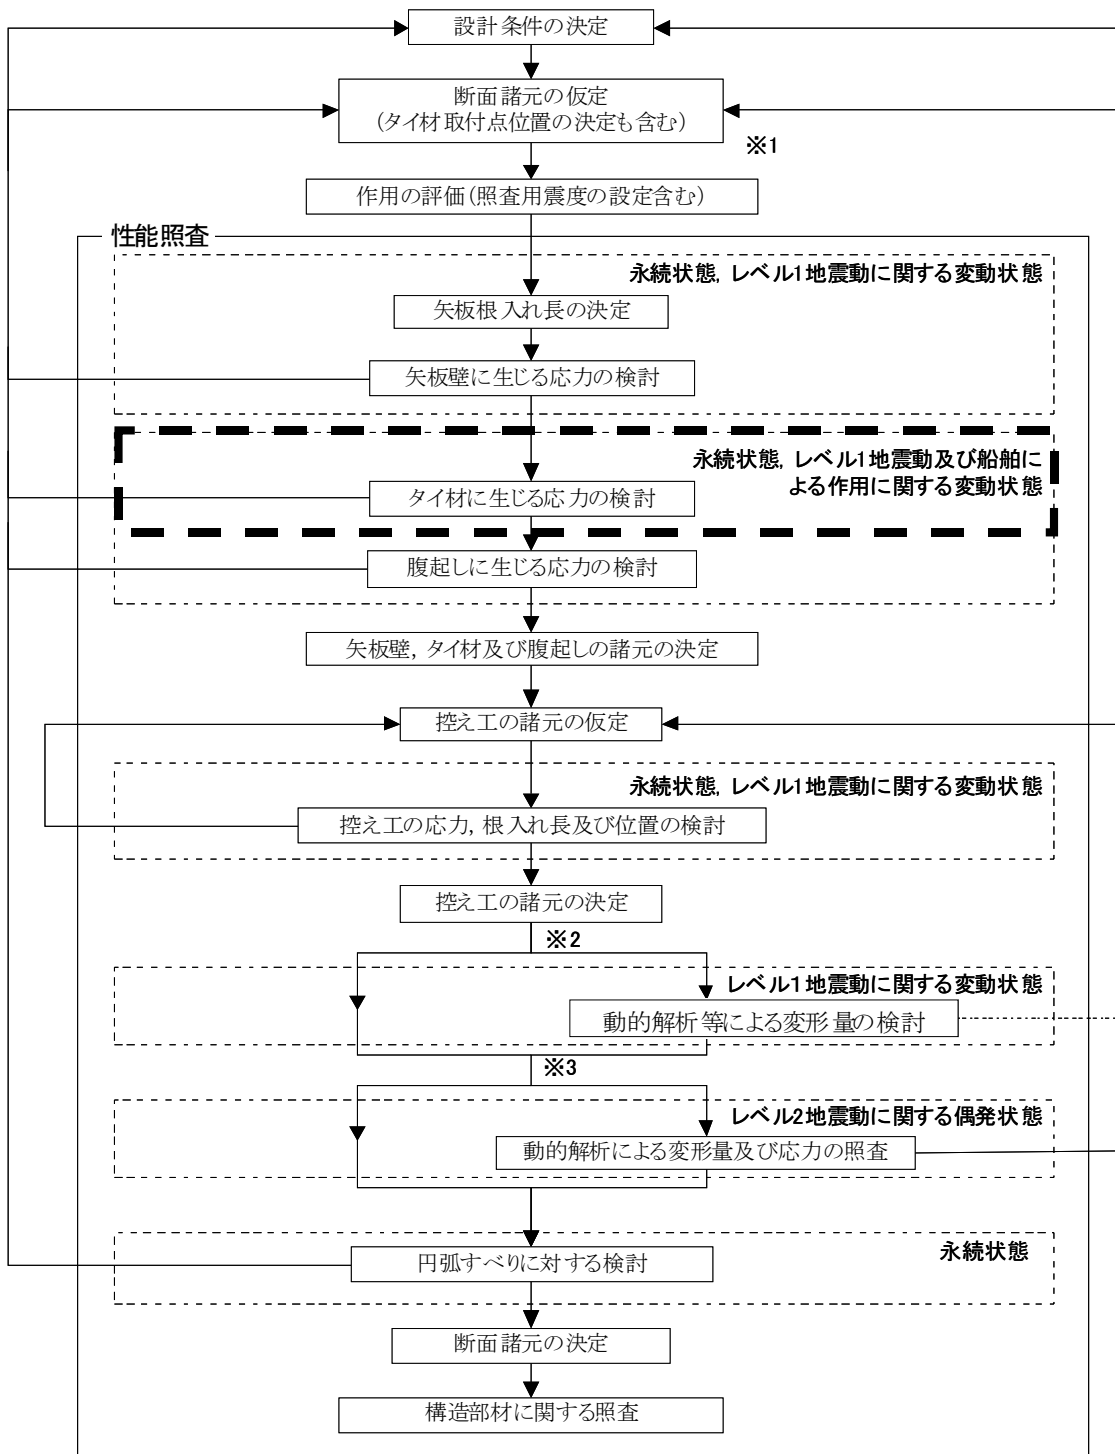 設計条件の決定
断面諸元の仮定
(タイ材取付点位置の決定も含む)
※1
作用の評価(照査用震度の設定含む)
性能照査
永続状態, レベル1地震動に関する変動状態
矢板根入れ長の決定
矢板壁に生じる応力の検討
永続状態, レベル1地震動及び船舶に
よる作用に関する変動状態
タイ材に生じる応力の検討
腹起しに生じる応力の検討
矢板壁, タイ材及び腹起しの諸元の決定
控え工の諸元の仮定
永続状態, レベル1地震動に関する変動状態
控え工の応力, 根入れ長及び位置の検討
控え工の諸元の決定
※2
レベル1地震動に関する変動状態
動的解析等による変形量の検討
※3
レベル2地震動に関する偶発状態
動的解析による変形量及び応力の照査
永続状態
円弧すべりに対する検討
断面諸元の決定
構造部材に関する照査